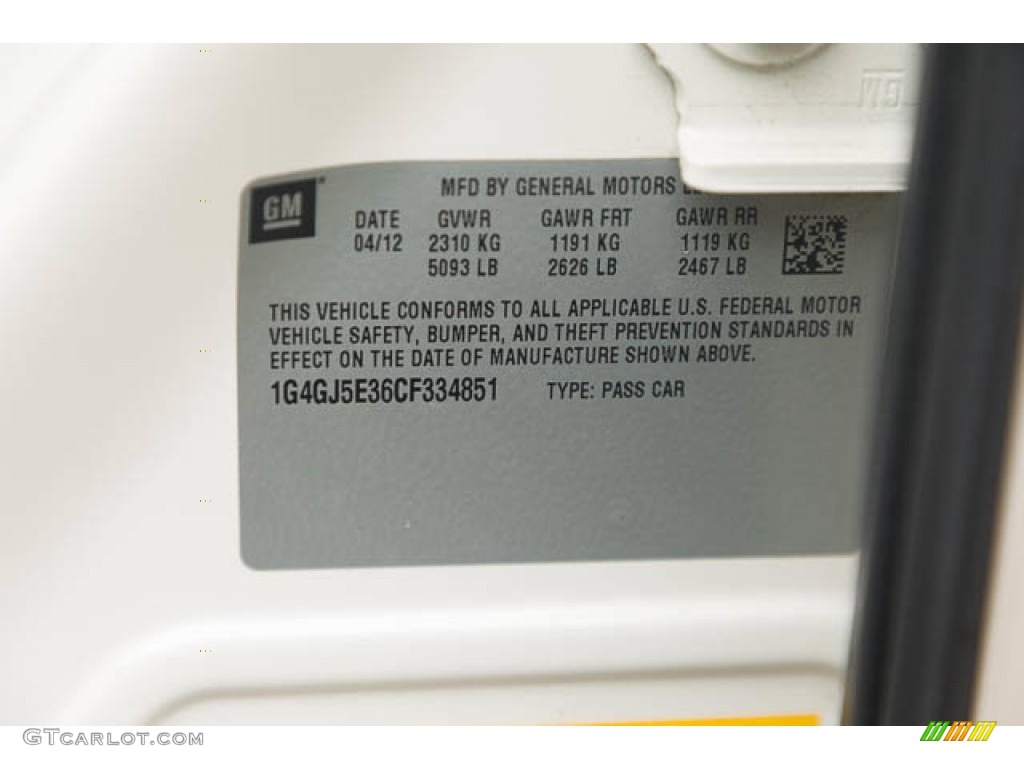 GM
MFD BY GENERAL MOTORS
DATE GVWR GAWR FRT GAWR RR
04/12 2310 KG 1191 KG 1119 KG
5093 LB 2626 LB 2467 LB
THIS VEHICLE CONFORMS TO ALL APPLICABLE U.S. FEDERAL MOTOR
VEHICLE SAFETY, BUMPER, AND THEFT PREVENTION STANDARDS IN
EFFECT ON THE DATE OF MANUFACTURE SHOWN ABOVE.
1G4GJ5E36CF334851 TYPE: PASS CAR
GTcarlot.com